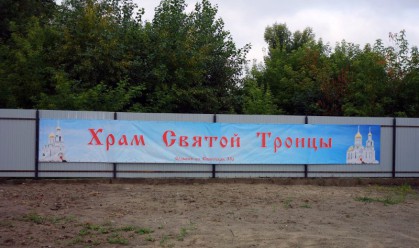 Храм Святой Троицы